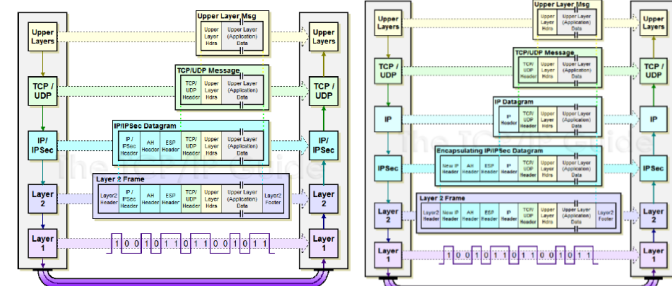 Upper Layer Msg
Upper Layers
Upper Layer Hdrs
Upper Layer (Application) Data
Upper Layers
TCP/UDP Message
TCP / UDP
TCP/ UDP Header
Upper Layer Hdrs
Upper Layer (Application) Data
TCP / UDP
IP/IPSec Datagram
IP/ IPSec
IP / IPSec Header
AH Header
ESP Header
TCP/ UDP Header
Upper Layer Hdrs
Upper Layer (Application) Data
IP/ IPSec
Layer 2 Frame
Layer 2
Layer2 Header
IP / IPSec Header
AH Header
ESP Header
TCP/ UDP Header
Upper Layer Hdrs
Upper Layer (Application) Data
Layer2 Footer
Layer 2
Layer 1
1 0 0 1 0 1 1 0 1 1 0 0 1 0 1 1
Layer 1
Upper Layer Msg
Upper Layers
Upper Layer Hdrs
Upper Layer (Application) Data
Upper Layers
TCP/UDP Message
TCP / UDP
TCP/ UDP Header
Upper Layer Hdrs
Upper Layer (Application) Data
TCP / UDP
IP Datagram
IP
IP Header
TCP/ UDP Header
Upper Layer Hdrs
Upper Layer (Application) Data
IP
Encapsulating IP/IPSec Datagram
IPSec
New IP Header
AH Header
ESP Header
IP Header
TCP/ UDP Header
Upper Layer Hdrs
Upper Layer (Application) Data
IPSec
Layer 2 Frame
Layer 2
Layer2 Header
New IP Header
AH Header
ESP Header
IP Header
TCP/ UDP Header
Upper Layer Hdrs
Upper Layer (Application) Data
Layer2 Footer
Layer 2
Layer 1
1 0 0 1 0 1 1 0 1 1 0 0 1 0 1 1
Layer 1